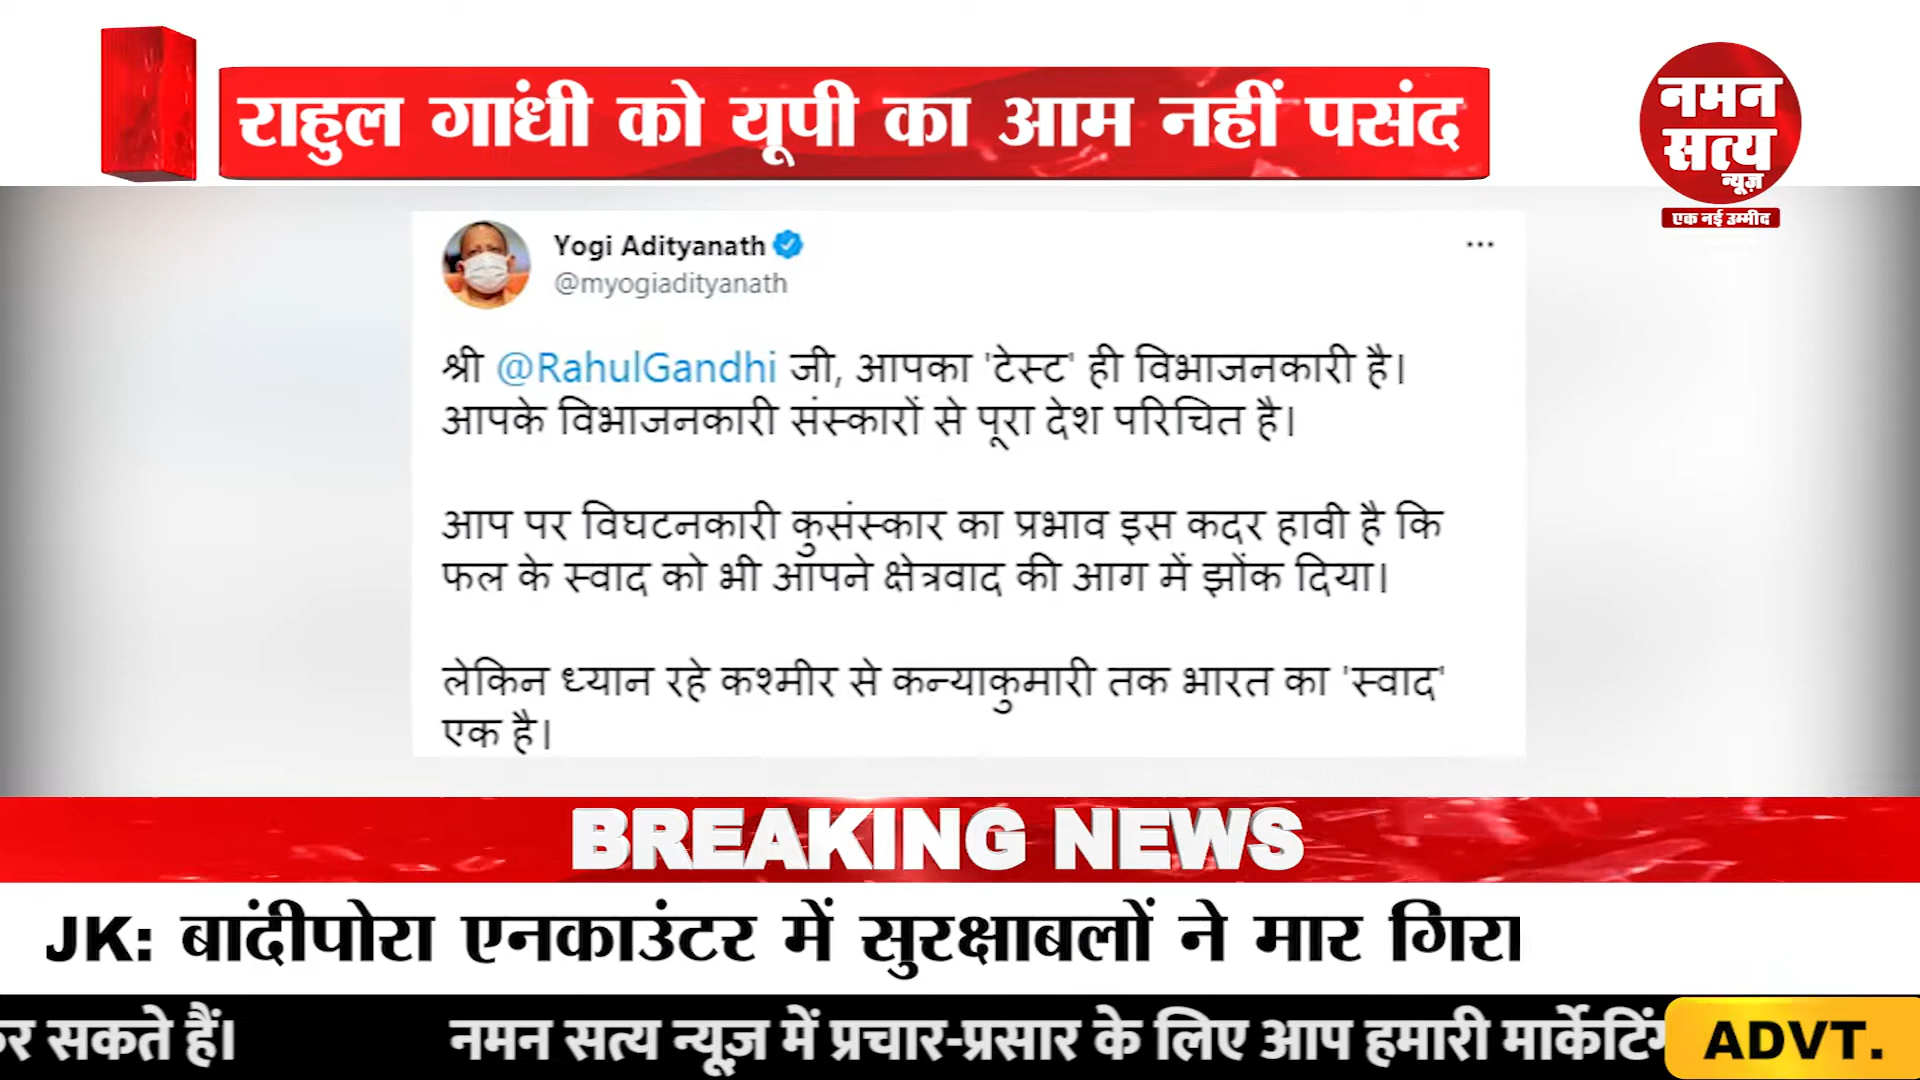 राहुल गांधी को यूपी का आम नहीं पसंद
नमन
सत्य
न्यूज़
एक नई उम्मीद
Yogi Adityanath
@myogiadityanath
श्री @RahulGandhi जी, आपका 'टेस्ट' ही विभाजनकारी है।
आपके विभाजनकारी संस्कारों से पूरा देश परिचित है।
आप पर विघटनकारी कुसंस्कार का प्रभाव इस कदर हावी है कि
फल के स्वाद को भी आपने क्षेत्रवाद की आग में झोंक दिया।
लेकिन ध्यान रहे कश्मीर से कन्याकुमारी तक भारत का 'स्वाद'
एक है।
BREAKING NEWS
JK: बांदीपोरा एनकाउंटर में सुरक्षाबलों ने मार गिरा
सकते हैं। नमन सत्य न्यूज़ में प्रचार-प्रसार के लिए आप हमारी मार्केटिंग
ADVT.